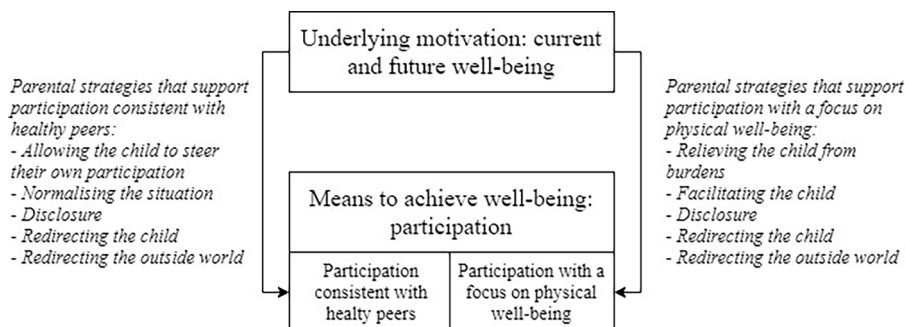 Underlying motivation: current
and future well-being
Parental strategies that support
participation consistent with
healthy peers:
- Allowing the child to steer
their own participation
- Normalising the situation
- Disclosure
- Redirecting the child
- Redirecting the outside world
Parental strategies that support
participation with a focus on
physical well-being:
- Relieving the child from
burdens
- Facilitating the child
- Disclosure
- Redirecting the child
- Redirecting the outside world
Means to achieve well-being:
participation
Participation
consistent with
healty peers
Participation with a
focus on physical
well-being